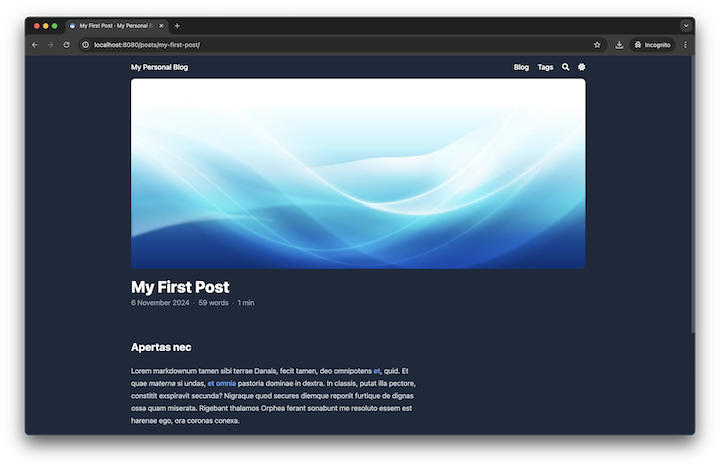 My First Post · My Personal B
localhost:8080/posts/my-first-post/
Incognito
My Personal Blog
Blog
Tags
My First Post
6 November 2024 · 59 words · 1 min
Apertas nec
Lorem markdownum tamen sibi terrae Danais, fecit tamen, deo omnipotens et, quid. Et
quae materna si undas, et omnia pastoria dominae in dextra. In classis, putat illa pectore,
constitit exspiravit secunda? Nigraque quod secures diemque reponit furtique de dignas
ossa quam miserata. Rigebant thalamos Orphea ferant sonabunt me resoluto essem est
harenae ego, ora coronas conexa.